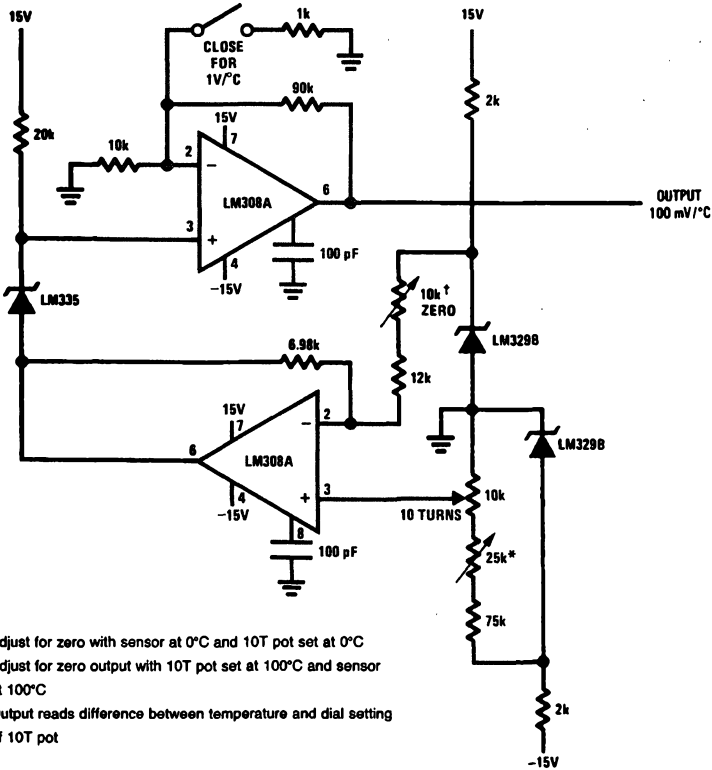 15V
1k
15V
CLOSE
FOR
1V/°C
90k
2k
20k
10k
15V
7
2
−
6
LM308A
OUTPUT
100 mV/°C
3
+
4
−15V
100 pF
10k†
ZERO
LM335
LM329B
6.98k
12k
15V
7
2
−
LM329B
6
LM308A
3
+
4
−15V
10 TURNS
10k
8
100 pF
25k*
75k
djust for zero with sensor at 0°C and 10T pot set at 0°C
djust for zero output with 10T pot set at 100°C and sensor
t 100°C
utput reads difference between temperature and dial setting
f 10T pot
2k
−15V